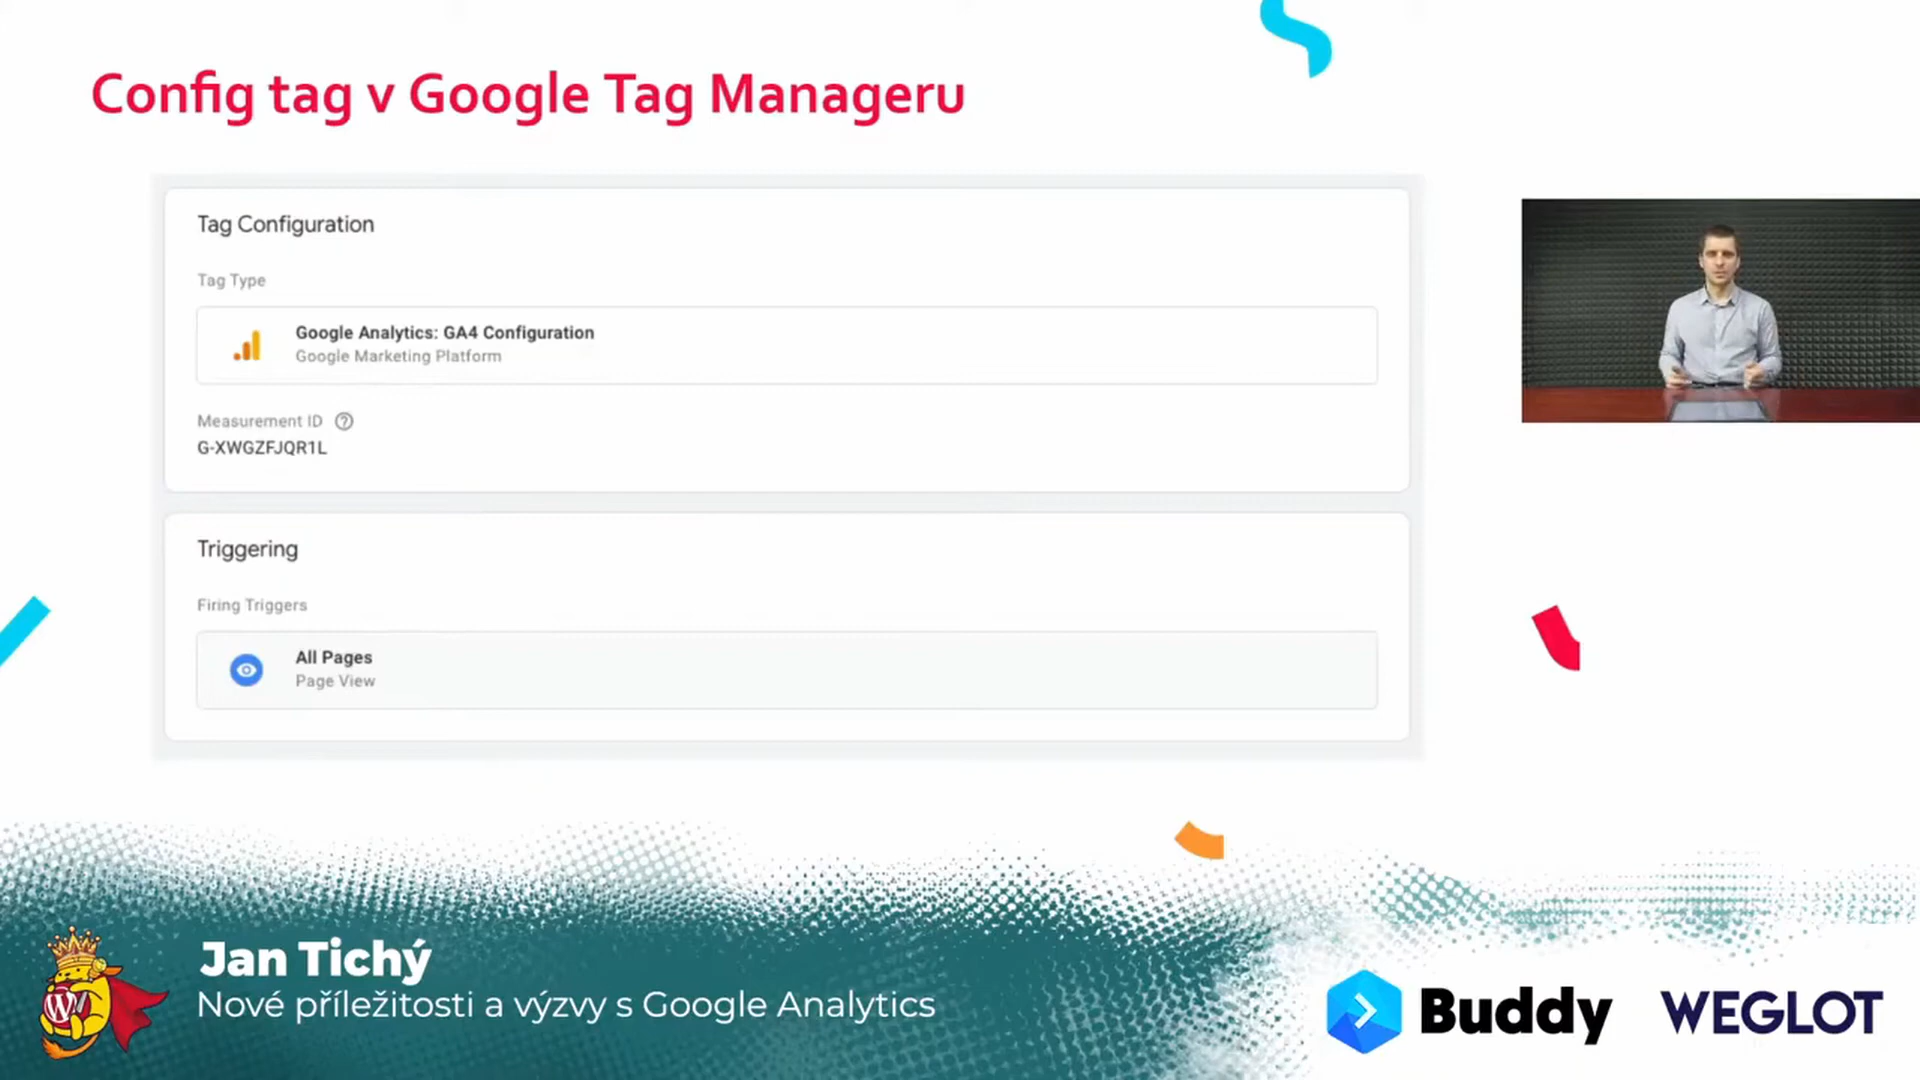 Config tag v Google Tag Manageru
Tag Configuration
Tag Type
Google Analytics: GA4 Configuration
Google Marketing Platform
Measurement ID
G-XWGZFJQR1L
Triggering
Firing Triggers
All Pages
Page View
Jan Tichý
Nové příležitosti a výzvy s Google Analytics
Buddy
WEGLOT